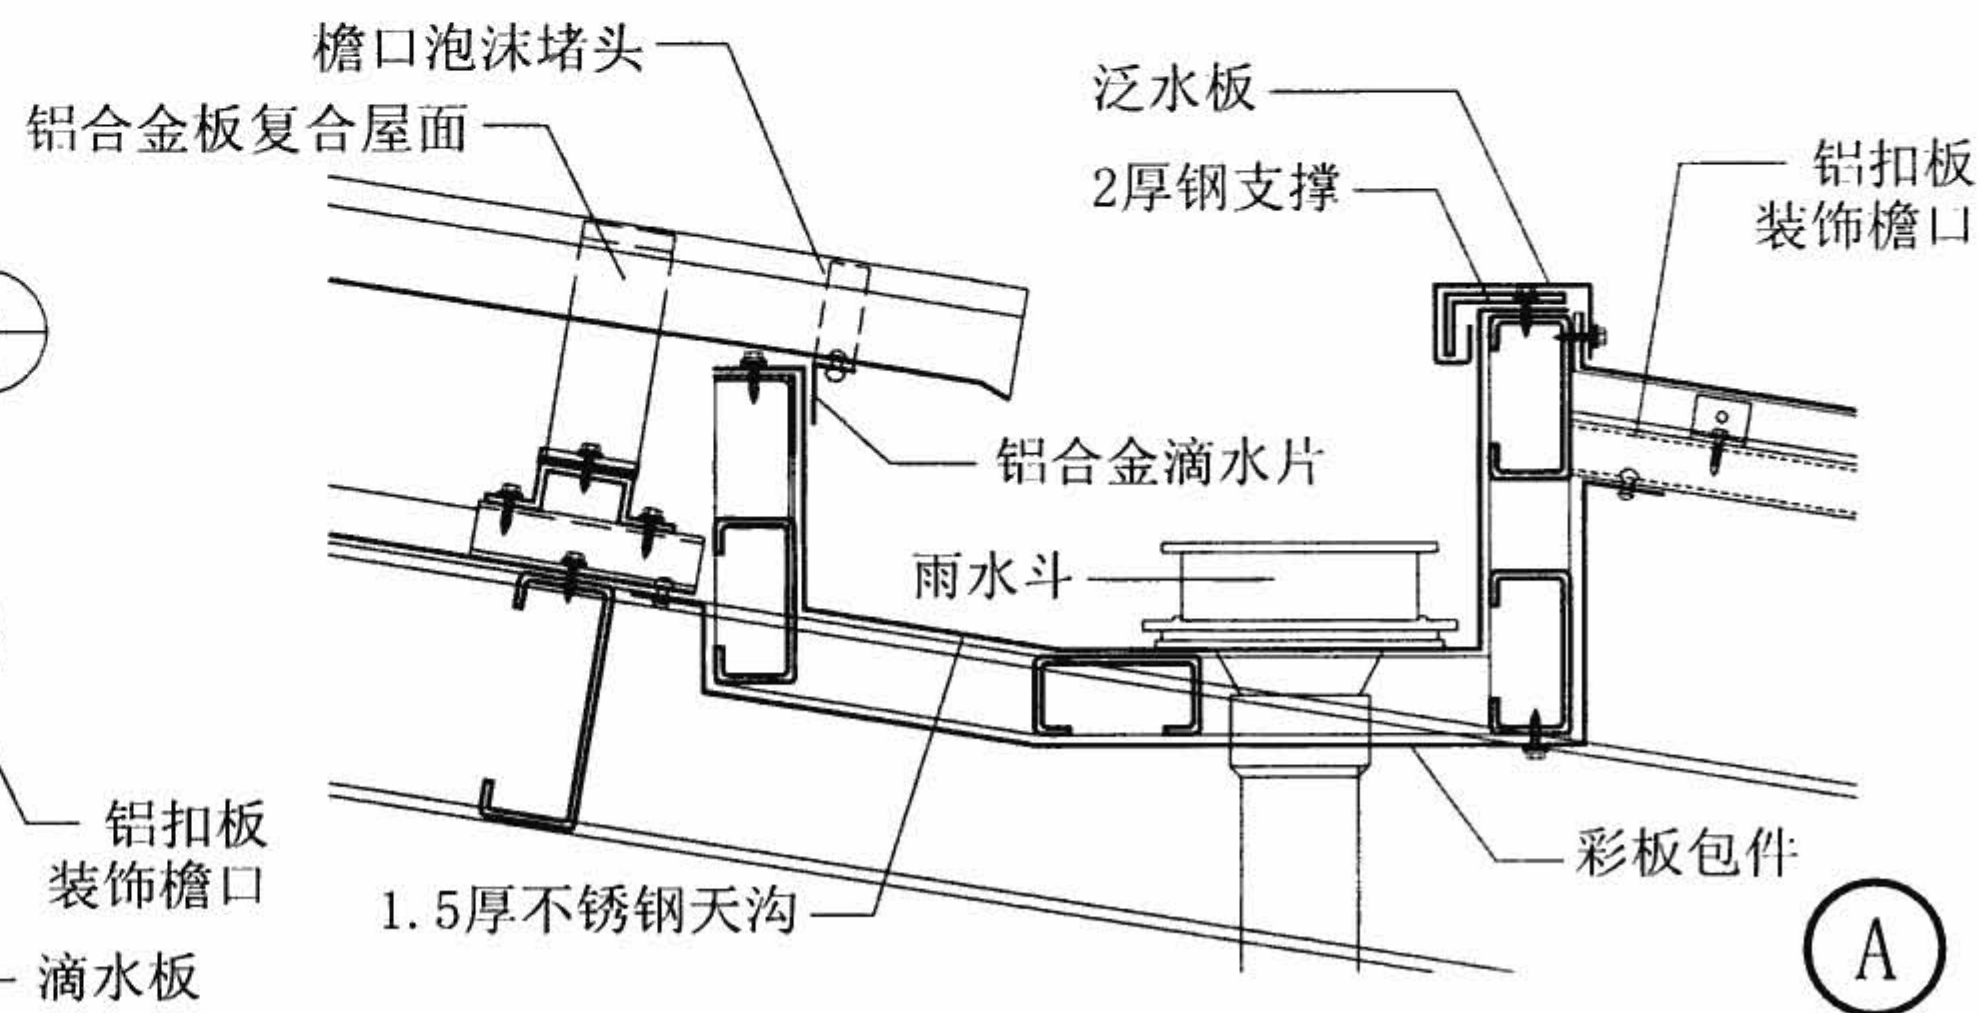 檐口泡沫堵头
铝合金板复合屋面
泛水板
2厚钢支撑
铝扣板
装饰檐口
铝合金滴水片
雨水斗
铝扣板
装饰檐口
1.5厚不锈钢天沟
彩板包件
滴水板
A